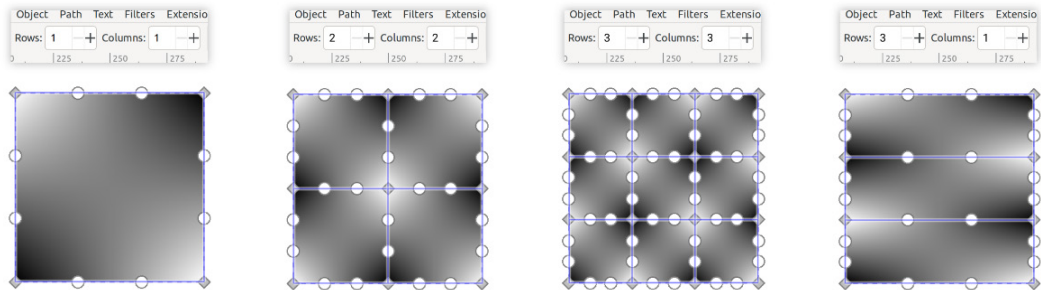 Object Path Text Filters Extensio
Rows: 1 + Columns: 1 +
225 250 275
Object Path Text Filters Extensio
Rows: 2 + Columns: 2 +
225 250 275
Object Path Text Filters Extensio
Rows: 3 + Columns: 3 +
225 250 275
Object Path Text Filters Extensio
Rows: 3 + Columns: 1 +
225 250 275